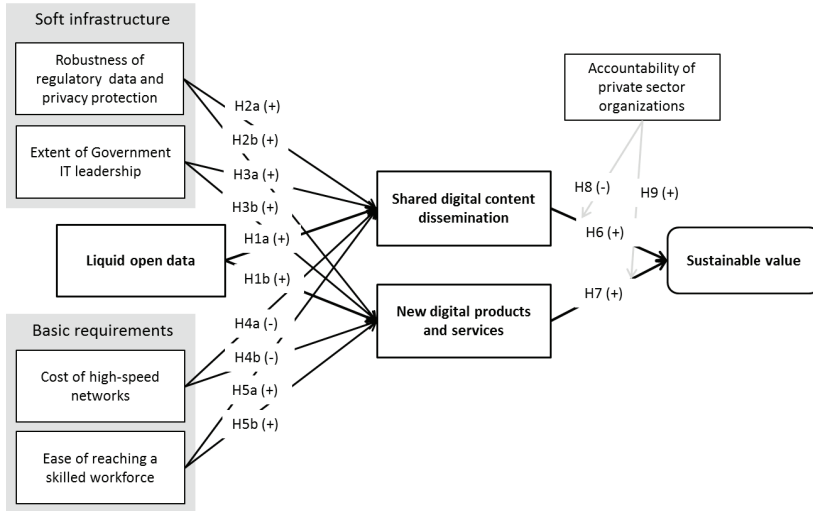 Soft infrastructure
Robustness of
regulatory data and
privacy protection
Extent of Government
IT leadership
Liquid open data
Basic requirements
Cost of high-speed
networks
Ease of reaching a
skilled workforce
H2a (+)
H2b (+)
H3a (+)
H3b (+)
H1a (+)
H1b (+)
H4a (-)
H4b (-)
H5a (+)
H5b (+)
Shared digital content
dissemination
New digital products
and services
Accountability of
private sector
organizations
H8 (-)
H9 (+)
H6 (+)
H7 (+)
Sustainable value